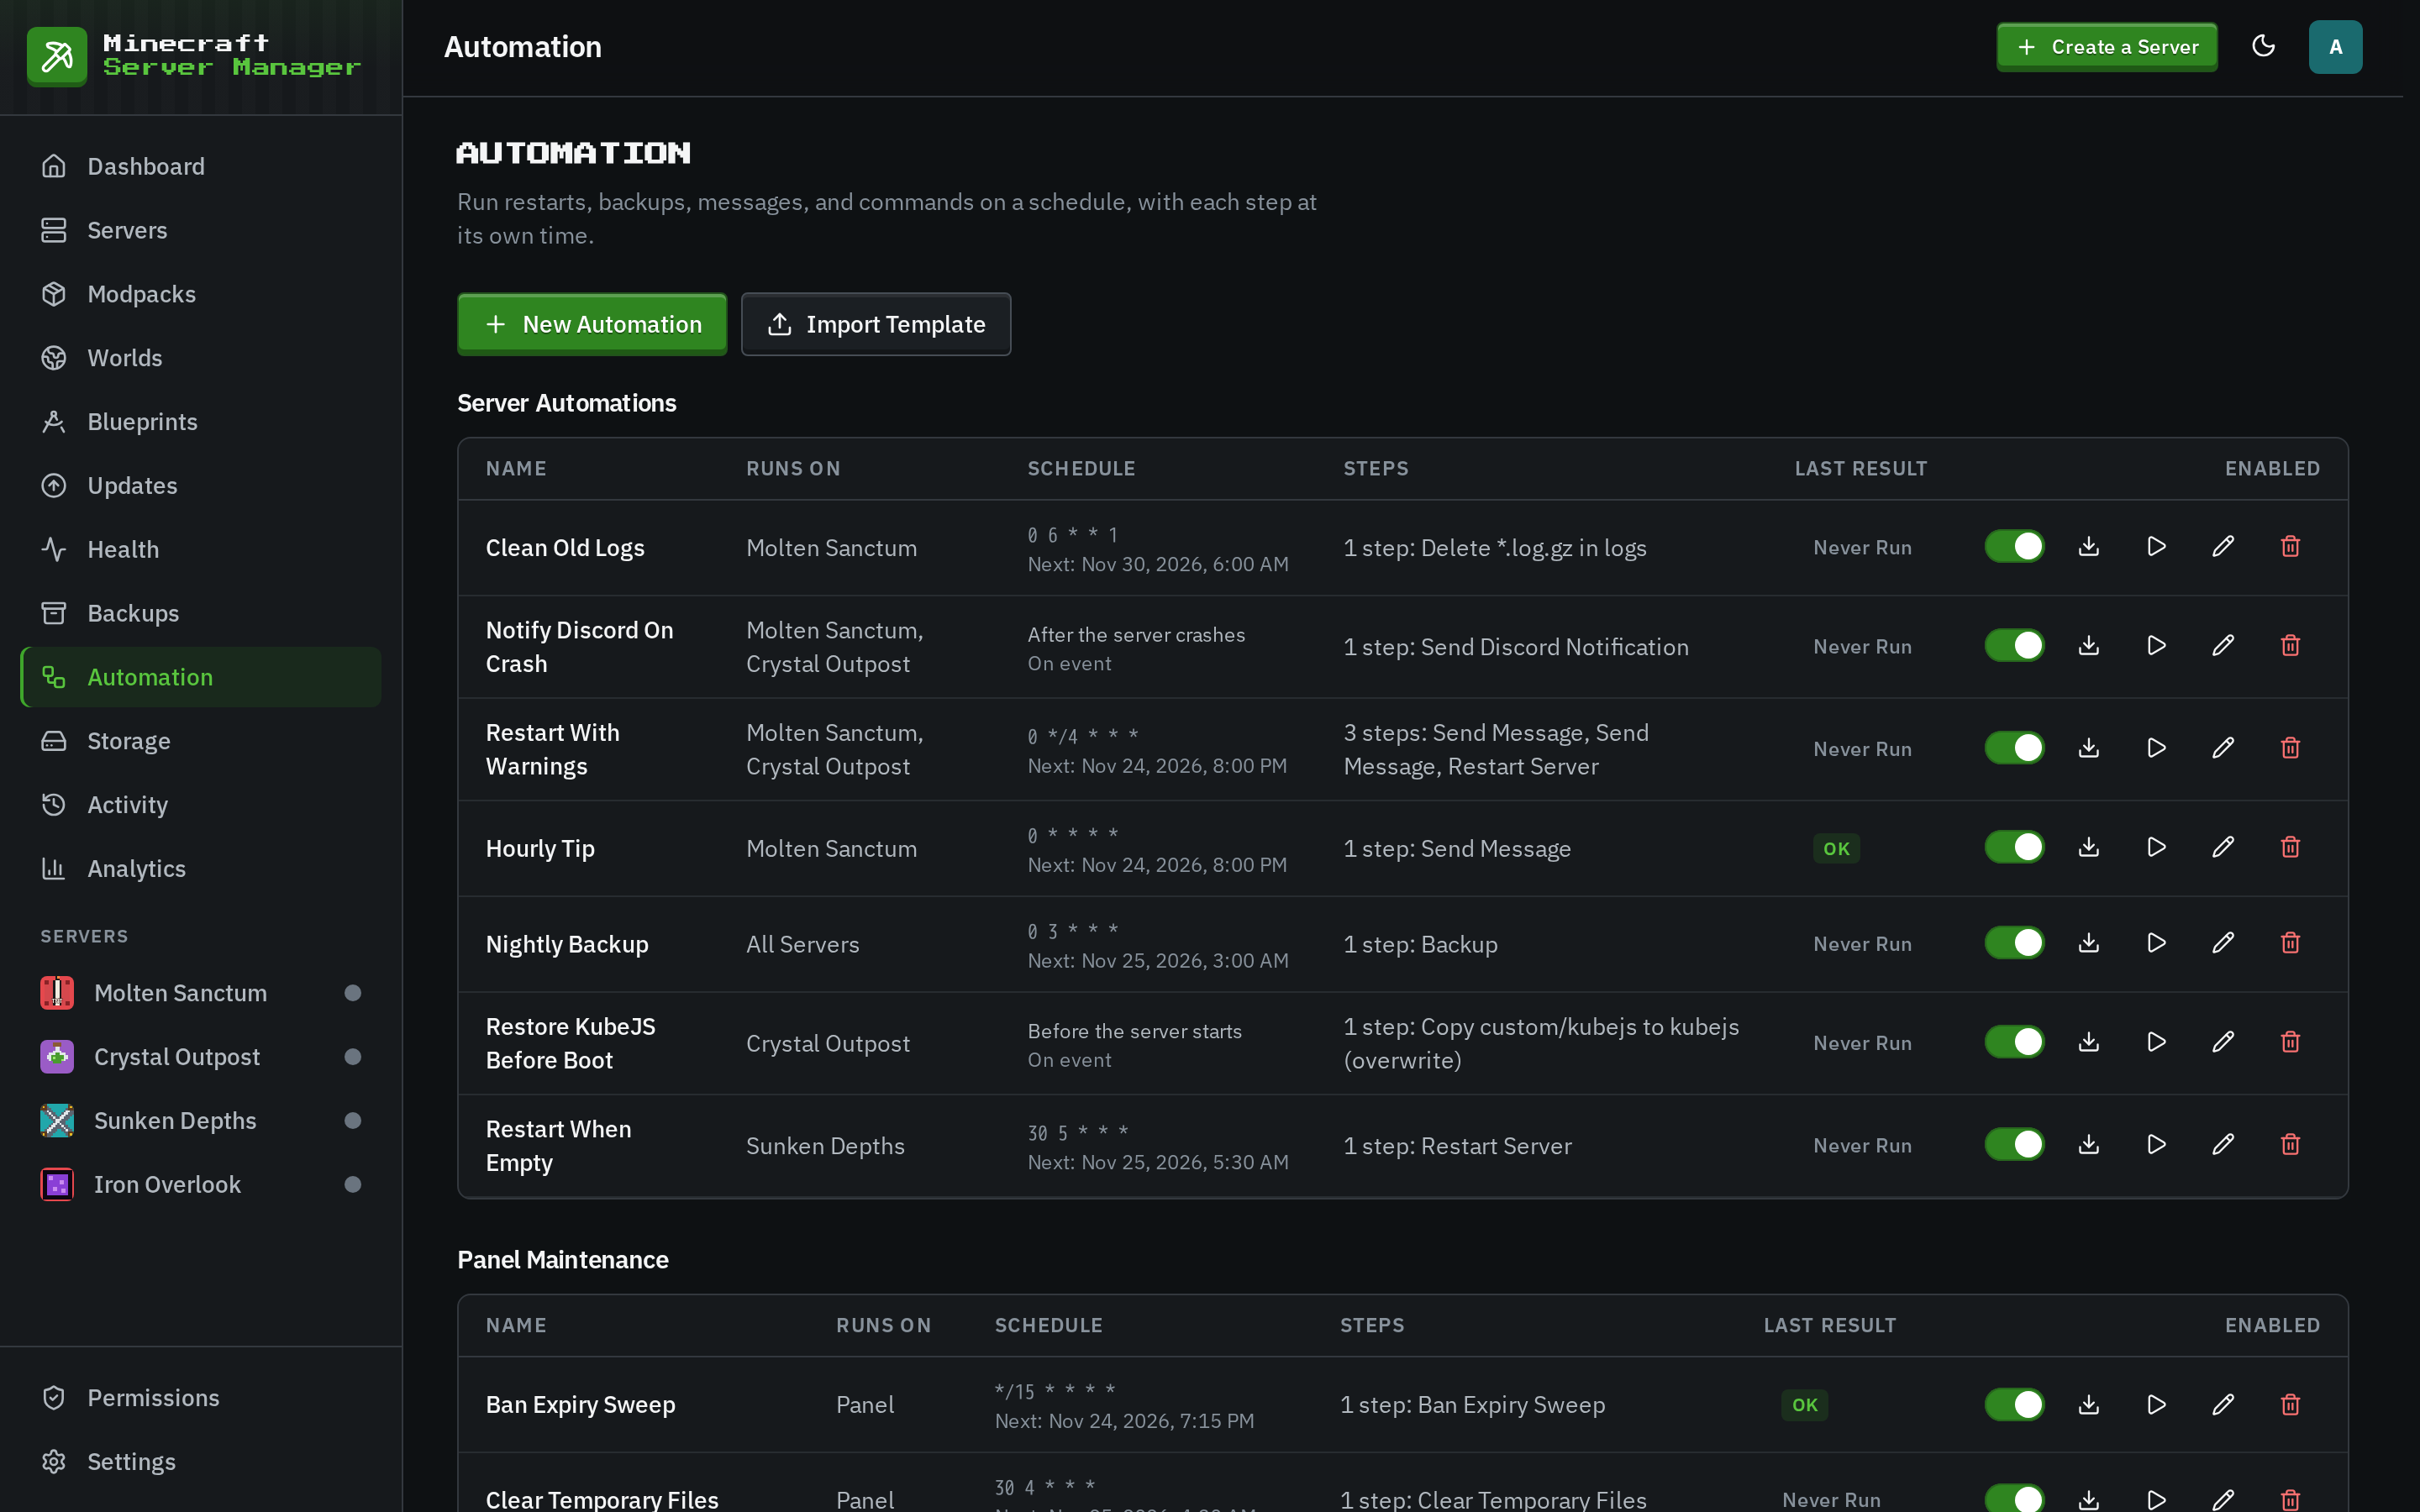 Minecraft
Server Manager
Automation
Create a Server
A
Dashboard
Servers
Modpacks
Worlds
Blueprints
Updates
Health
Backups
Automation
Storage
Activity
Analytics
SERVERS
Molten Sanctum
Crystal Outpost
Sunken Depths
Iron Overlook
Permissions
Settings
AUTOMATION
Run restarts, backups, messages, and commands on a schedule, with each step at
its own time.
New Automation
Import Template
Server Automations
NAME RUNS ON SCHEDULE STEPS LAST RESULT ENABLED
Clean Old Logs
Molten Sanctum
0 6 * * 1
Next: Nov 30, 2026, 6:00 AM
1 step: Delete *.log.gz in logs
Never Run
Notify Discord On
Crash
Molten Sanctum,
Crystal Outpost
After the server crashes
On event
1 step: Send Discord Notification
Never Run
Restart With
Warnings
Molten Sanctum,
Crystal Outpost
0 */4 * * *
Next: Nov 24, 2026, 8:00 PM
3 steps: Send Message, Send
Message, Restart Server
Never Run
Hourly Tip
Molten Sanctum
0 * * * *
Next: Nov 24, 2026, 8:00 PM
1 step: Send Message
OK
Nightly Backup
All Servers
0 3 * * *
Next: Nov 25, 2026, 3:00 AM
1 step: Backup
Never Run
Restore KubeJS
Before Boot
Crystal Outpost
Before the server starts
On event
1 step: Copy custom/kubejs to kubejs
(overwrite)
Never Run
Restart When
Empty
Sunken Depths
30 5 * * *
Next: Nov 25, 2026, 5:30 AM
1 step: Restart Server
Never Run
Panel Maintenance
NAME RUNS ON SCHEDULE STEPS LAST RESULT ENABLED
Ban Expiry Sweep
Panel
*/15 * * * *
Next: Nov 24, 2026, 7:15 PM
1 step: Ban Expiry Sweep
OK
Clear Temporary Files
Panel
30 4 * * *
1 step: Clear Temporary Files
Never Run